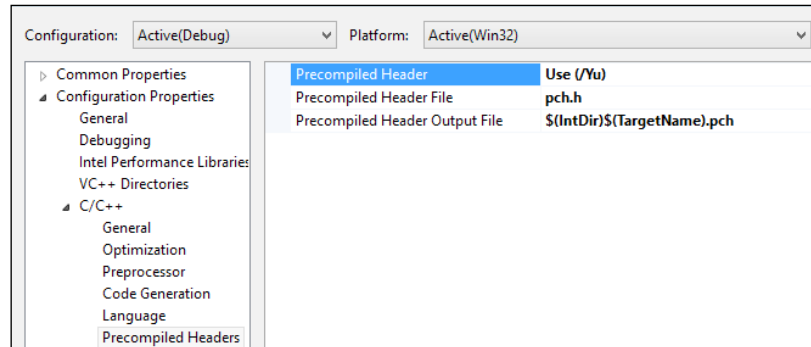 Configuration: Active(Debug) Platform: Active(Win32)
Common Properties
Configuration Properties
General
Debugging
Intel Performance Libraries
VC++ Directories
C/C++
General
Optimization
Preprocessor
Code Generation
Language
Precompiled Headers
Precompiled Header Use (/Yu)
Precompiled Header File pch.h
Precompiled Header Output File $(IntDir)$(TargetName).pch